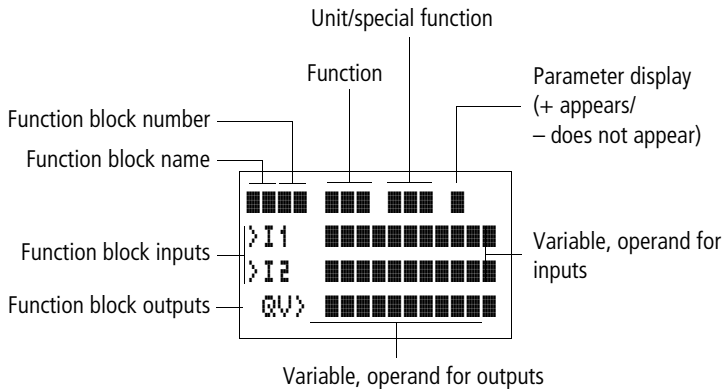 Unit/special function
Function
Parameter display
(+ appears/
– does not appear)
Function block number
Function block name
>I1
Function block inputs
>I2
Variable, operand for
inputs
Function block outputs
QV>
Variable, operand for outputs